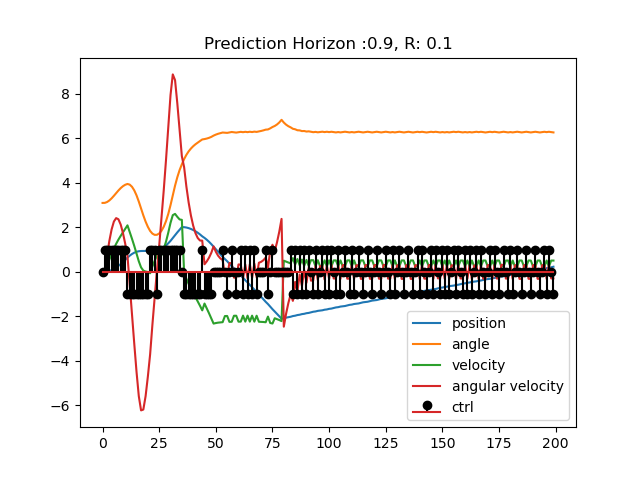 Prediction Horizon :0.9, R: 0.1
8
6
4
2
0
−2
−4
−6
0 25 50 75 100 125 150 175 200
position
angle
velocity
angular velocity
ctrl